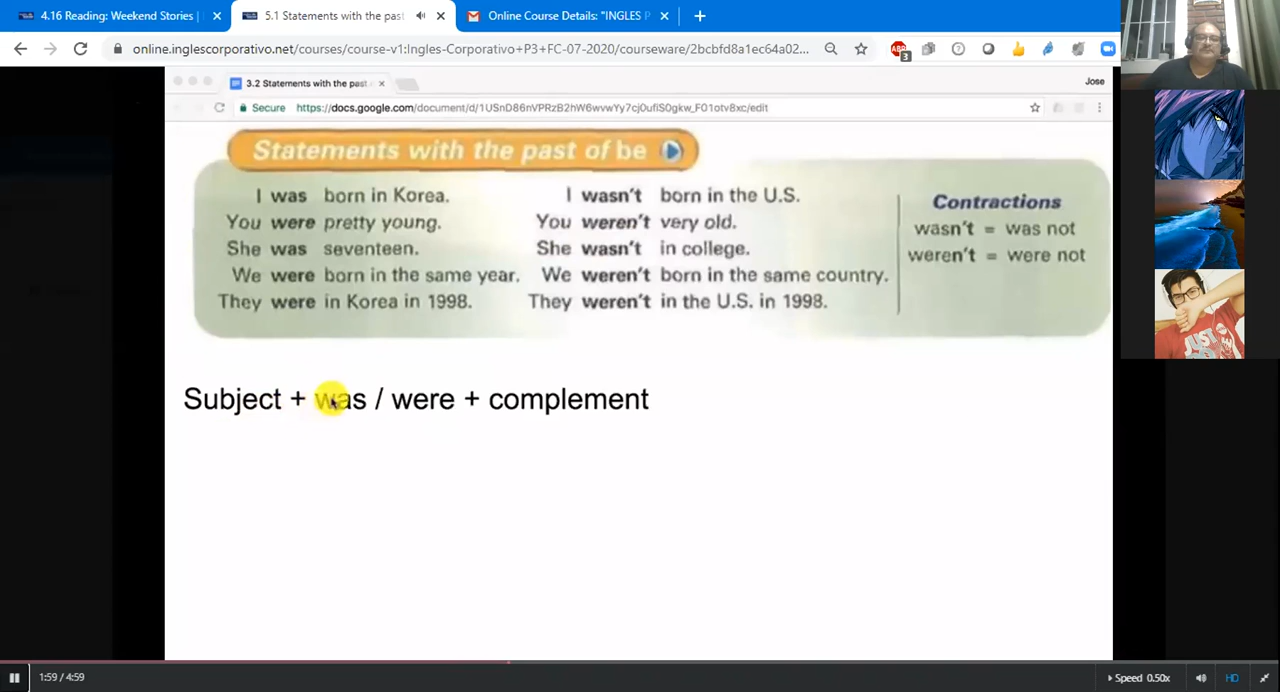 4.16 Reading: Weekend Stories |
5.1 Statements with the past
Online Course Details: "INGLES P
online.inglescorporativo.net/courses/course-v1:Ingles-Corporativo+P3+FC-07-2020/courseware/2bcbfd8a1ec64a02...
ABP
3
3.2 Statements with the past
Jose
Secure https://docs.google.com/document/d/1USnD86nVPRzB2hW6wvwYy7cj0ufiS0gkw_F01otv8xc/edit
Statements with the past of be
I was born in Korea. I wasn't born in the U.S.
Contractions
You were pretty young. You weren't very old.
wasn't = was not
She was seventeen. She wasn't in college.
weren't = were not
We were born in the same year. We weren't born in the same country.
They were in Korea in 1998. They weren't in the U.S. in 1998.
Subject + was / were + complement
JUST
1:59 / 4:59
Speed 0.50x
HD